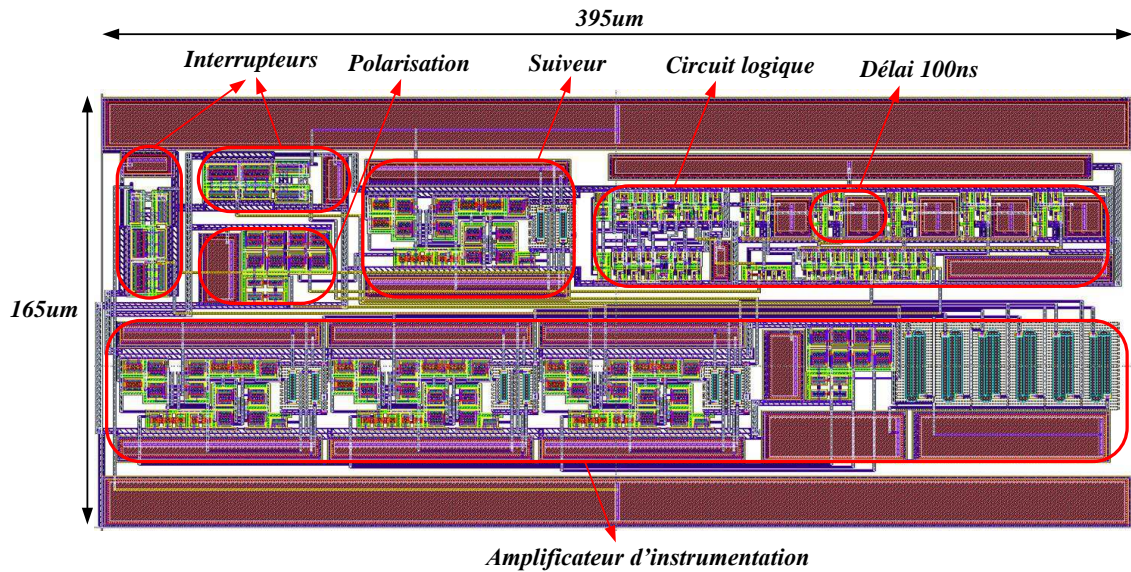 395um
Interrupteurs
Polarisation
Suiveur
Circuit logique
Délai 100ns
165um
Amplificateur d'instrumentation